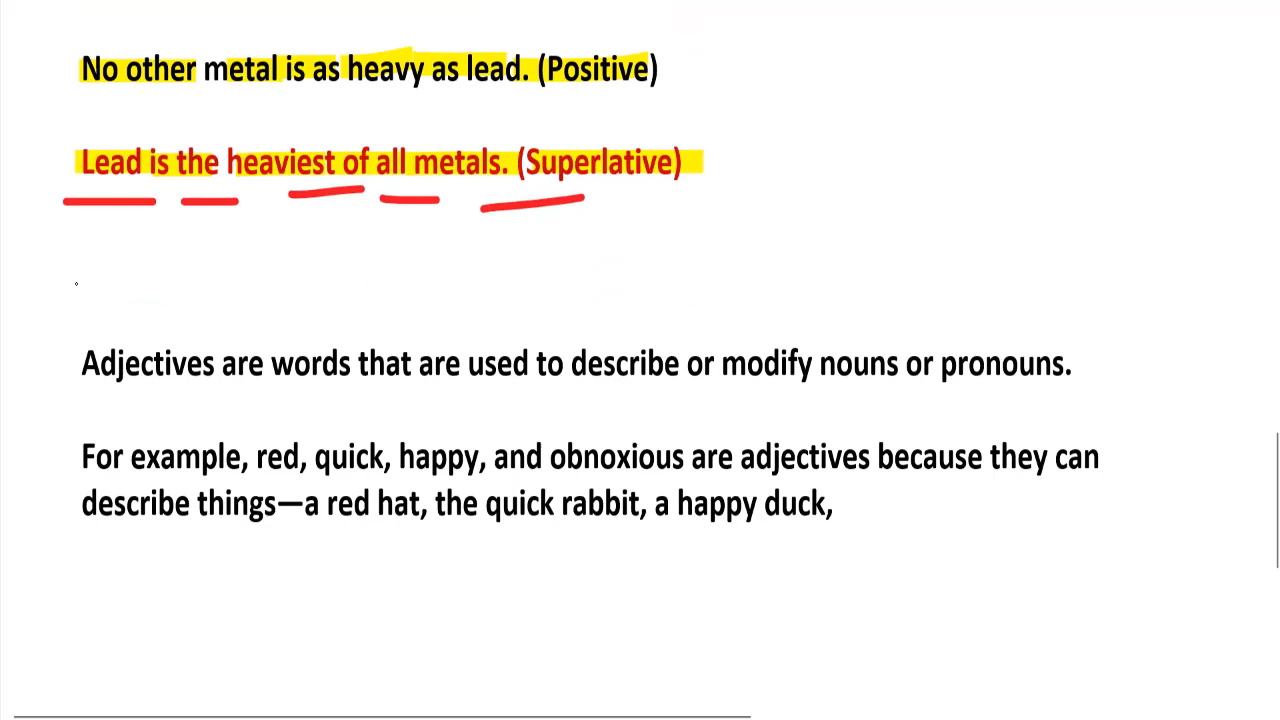 No other metal is as heavy as lead. (Positive)
Lead is the heaviest of all metals. (Superlative)
Adjectives are words that are used to describe or modify nouns or pronouns.
For example, red, quick, happy, and obnoxious are adjectives because they can
describe things—a red hat, the quick rabbit, a happy duck,